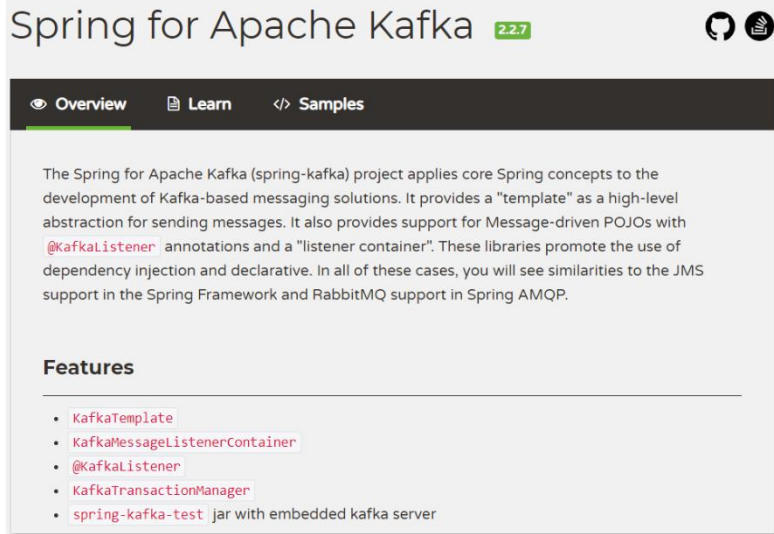 Spring for Apache Kafka 2.2.7
Overview Learn </> Samples
The Spring for Apache Kafka (spring-kafka) project applies core Spring concepts to the
development of Kafka-based messaging solutions. It provides a "template" as a high-level
abstraction for sending messages. It also provides support for Message-driven POJOs with
@KafkaListener annotations and a "listener container". These libraries promote the use of
dependency injection and declarative. In all of these cases, you will see similarities to the JMS
support in the Spring Framework and RabbitMQ support in Spring AMQP.
Features
• KafkaTemplate
• KafkaMessageListenerContainer
• @KafkaListener
• KafkaTransactionManager
• spring-kafka-test jar with embedded kafka server